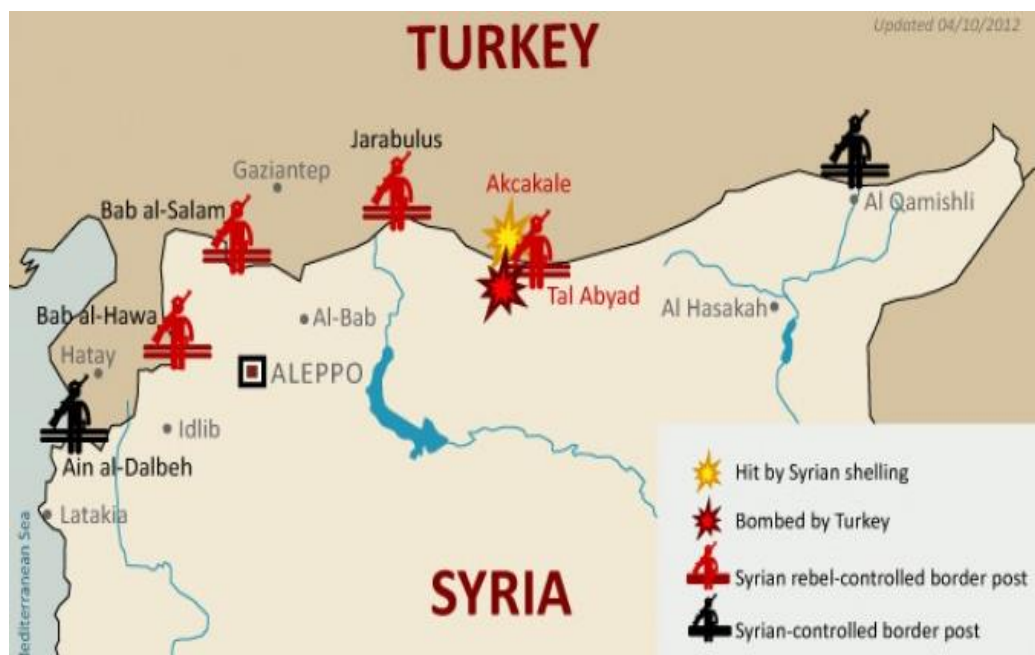 Updated 04/10/2012
TURKEY
Jarabulus
Gaziantep
Akcakale
Bab al-Salam
Al Qamishli
Tal Abyad
Bab al-Hawa
Al-Bab
Al Hasakah
Hatay
ALEPPO
Idlib
Ain al-Dalbeh
Latakia
Mediterranean Sea
SYRIA
Hit by Syrian shelling
Bombed by Turkey
Syrian rebel-controlled border post
Syrian-controlled border post